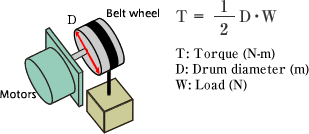 Belt wheel
D
Motors
T = 1/2 D·W
T: Torque (N-m)
D: Drum diameter (m)
W: Load (N)